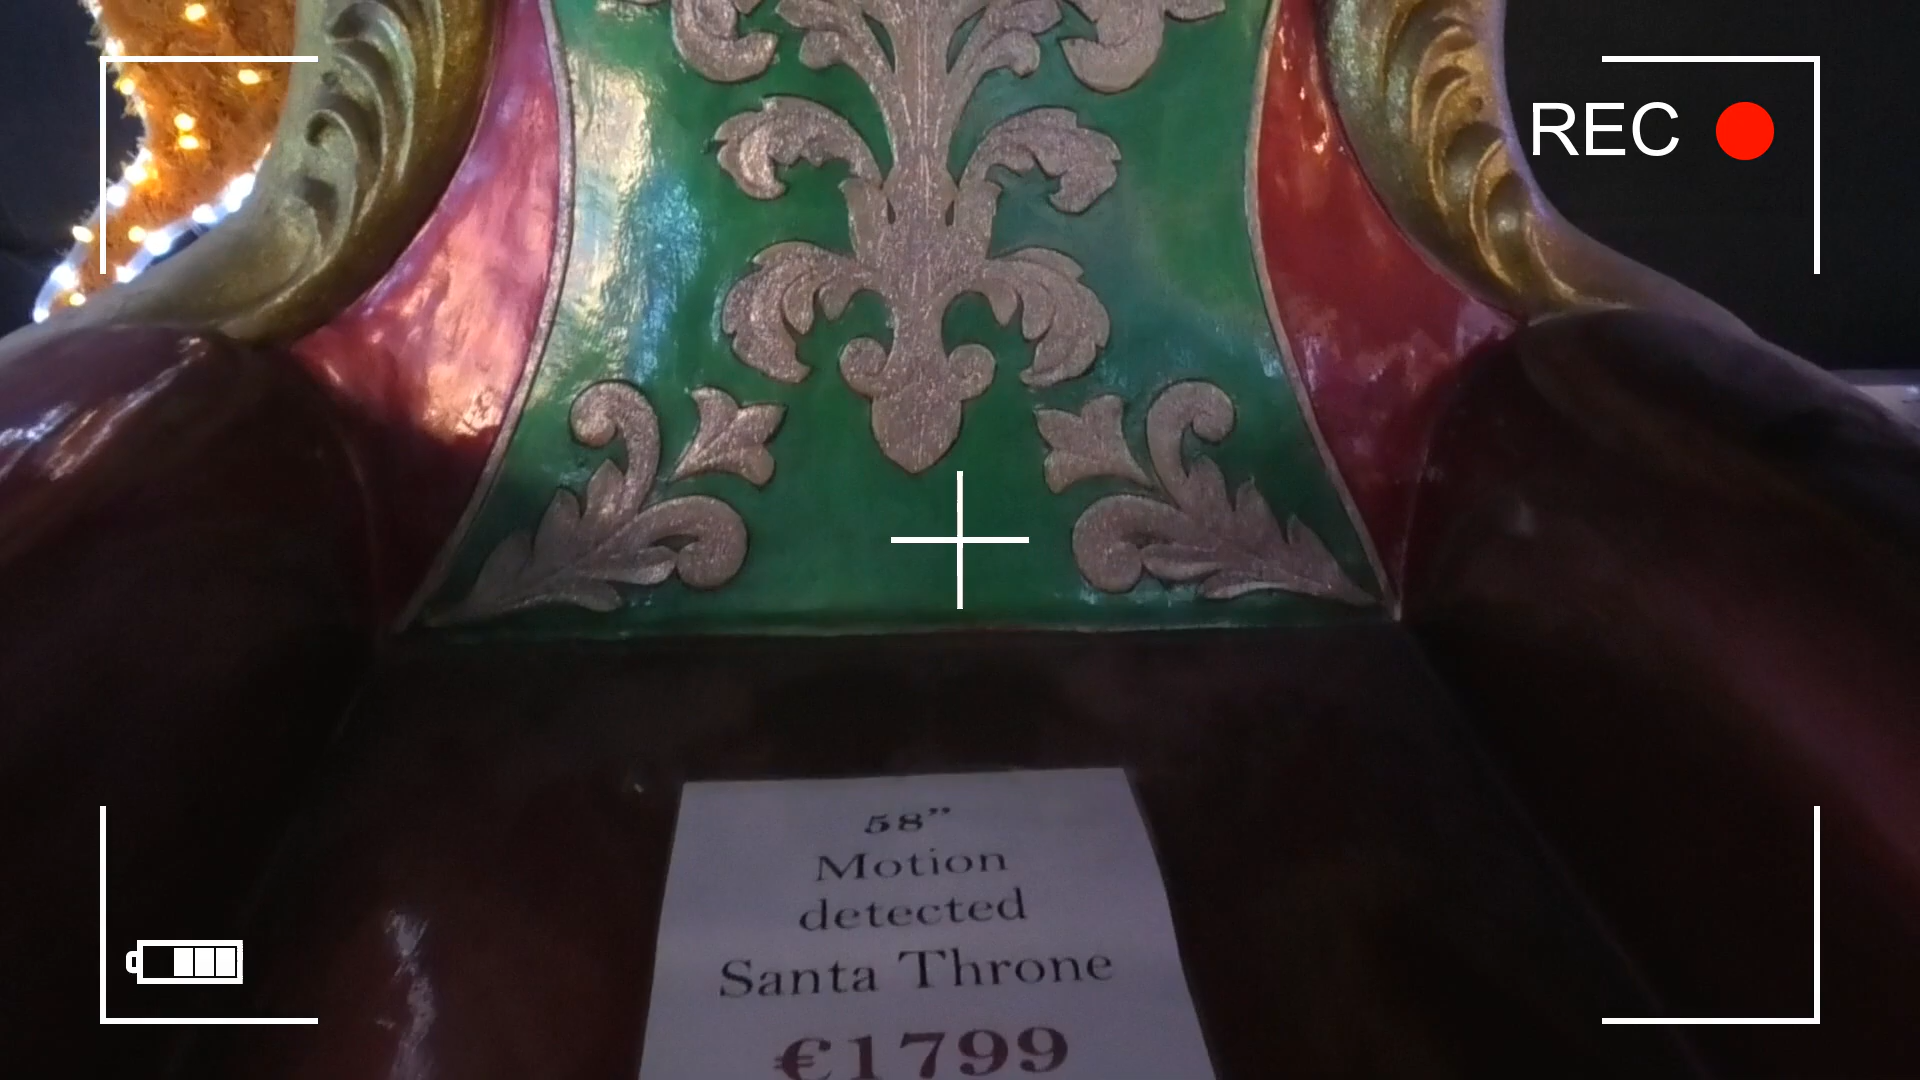 REC
58”
Motion
detected
Santa Throne
€1799